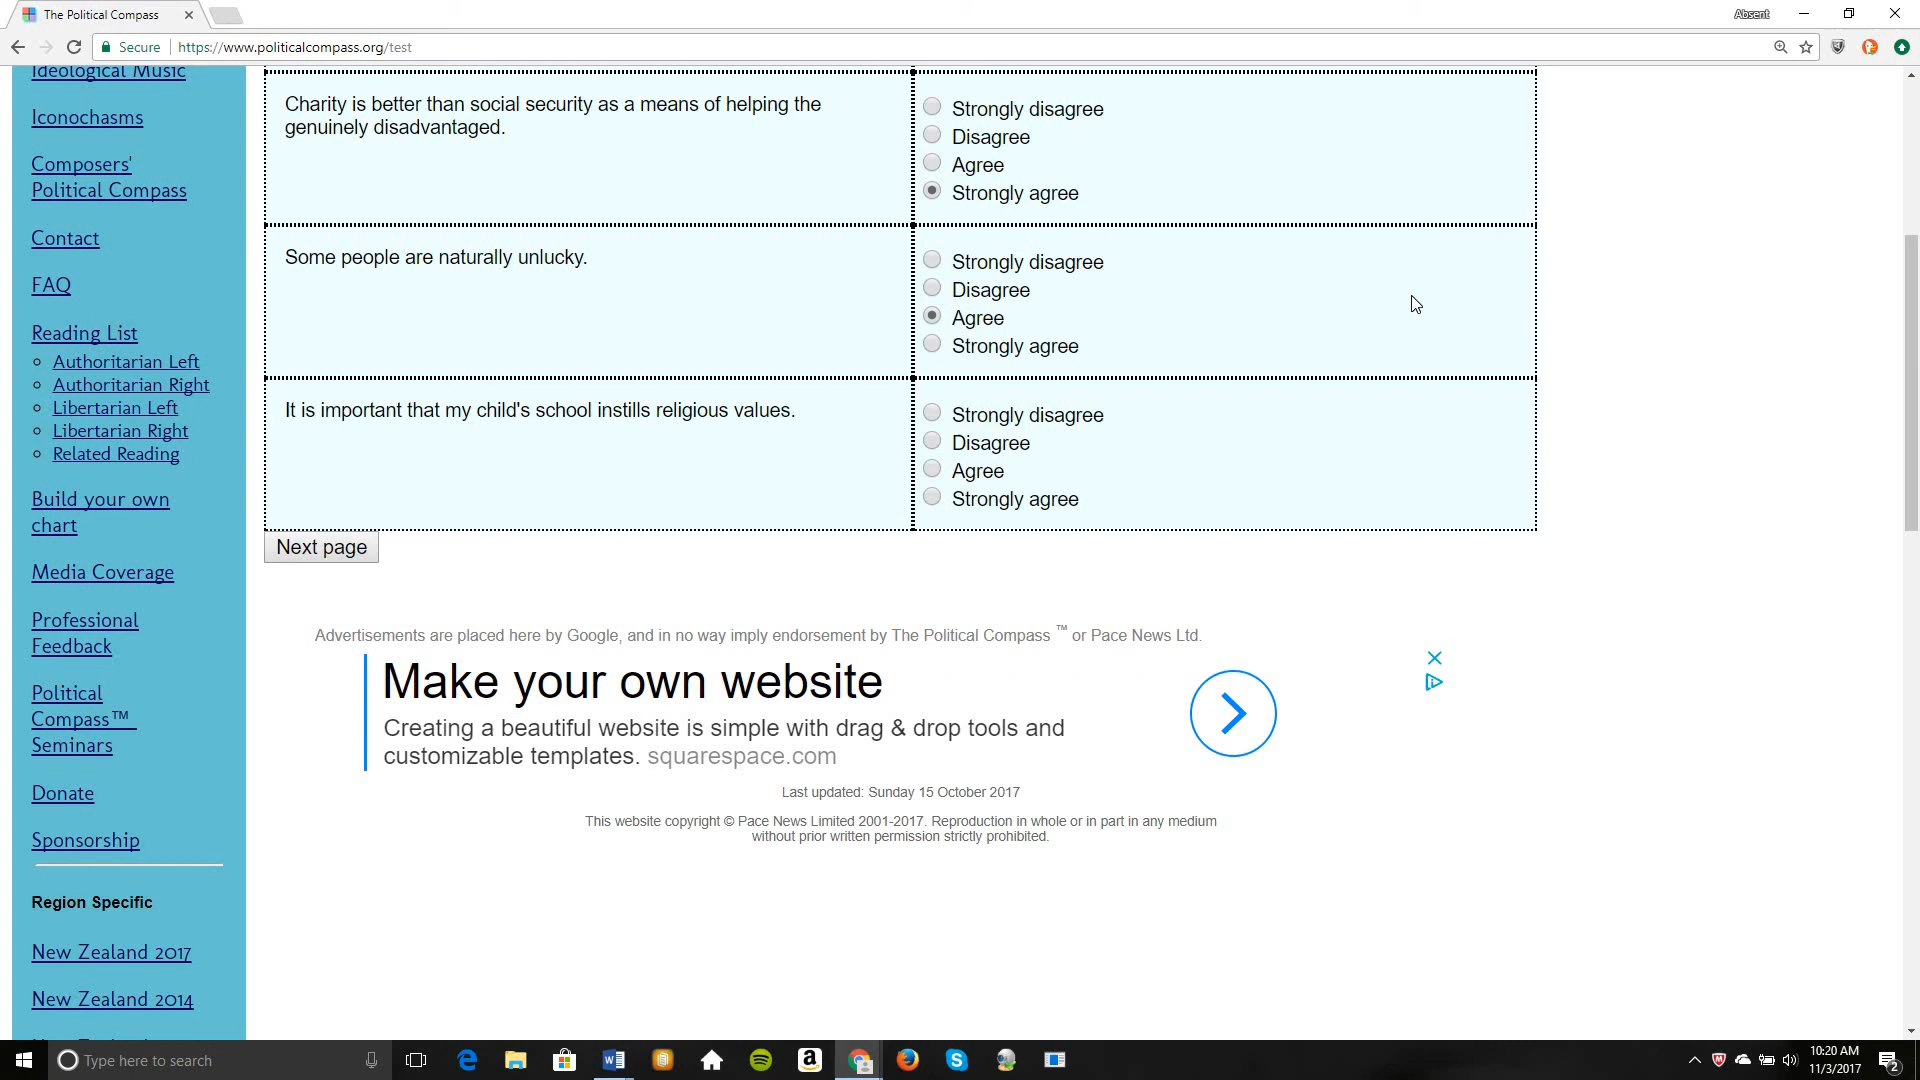 The Political Compass
Absent
Secure
https://www.politicalcompass.org/test
Ideological Music
Iconochasms
Composers'
Political Compass
Contact
FAQ
Reading List
Authoritarian Left
Authoritarian Right
Libertarian Left
Libertarian Right
Related Reading
Build your own
chart
Media Coverage
Professional
Feedback
Political
Compass™
Seminars
Donate
Sponsorship
Region Specific
New Zealand 2017
New Zealand 2014
Charity is better than social security as a means of helping the
genuinely disadvantaged.
Strongly disagree
Disagree
Agree
Strongly agree
Some people are naturally unlucky.
Strongly disagree
Disagree
Agree
Strongly agree
It is important that my child's school instills religious values.
Strongly disagree
Disagree
Agree
Strongly agree
Next page
Advertisements are placed here by Google, and in no way imply endorsement by The Political Compass ™ or Pace News Ltd.
Make your own website
Creating a beautiful website is simple with drag & drop tools and
customizable templates. squarespace.com
Last updated: Sunday 15 October 2017
This website copyright © Pace News Limited 2001-2017. Reproduction in whole or in part in any medium
without prior written permission strictly prohibited.
Type here to search
10:20 AM
11/3/2017
2